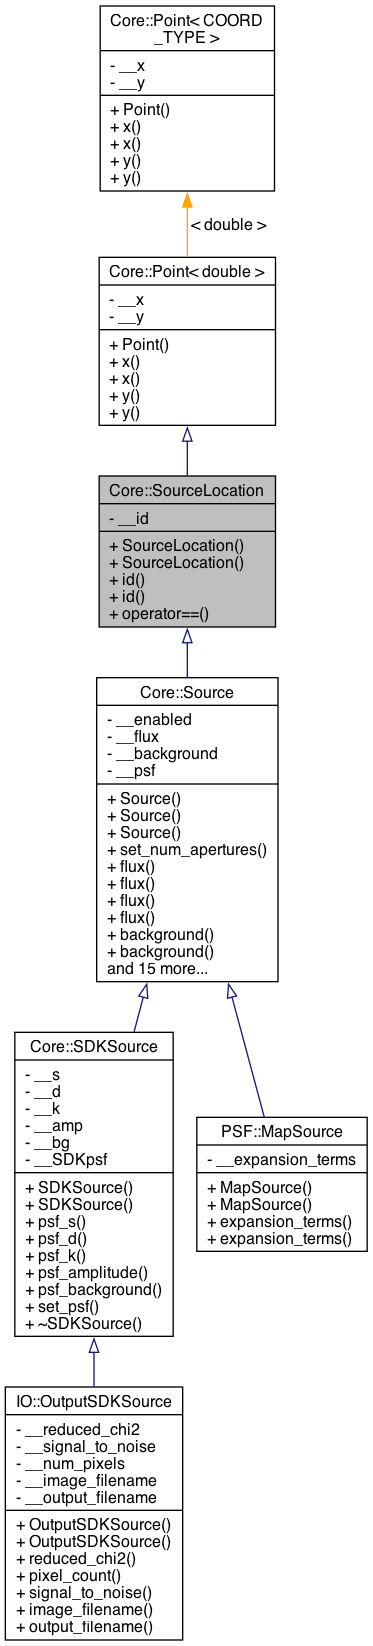 Core::Point< COORD
_TYPE >
- __x
- __y
+ Point()
+ x()
+ x()
+ y()
+ y()
< double >
Core::Point< double >
- __x
- __y
+ Point()
+ x()
+ x()
+ y()
+ y()
Core::SourceLocation
- __id
+ SourceLocation()
+ SourceLocation()
+ id()
+ id()
+ operator==()
Core::Source
- __enabled
- __flux
- __background
- __psf
+ Source()
+ Source()
+ Source()
+ set_num_apertures()
+ flux()
+ flux()
+ flux()
+ flux()
+ background()
+ background()
and 15 more...
Core::SDKSource
- __s
- __d
- __k
- __amp
- __bg
- __SDKpsf
+ SDKSource()
+ SDKSource()
+ psf_s()
+ psf_d()
+ psf_k()
+ psf_amplitude()
+ psf_background()
+ set_psf()
+ ~SDKSource()
PSF::MapSource
- __expansion_terms
+ MapSource()
+ MapSource()
+ expansion_terms()
+ expansion_terms()
IO::OutputSDKSource
- __reduced_chi2
- __signal_to_noise
- __num_pixels
- __image_filename
- __output_filename
+ OutputSDKSource()
+ OutputSDKSource()
+ reduced_chi2()
+ pixel_count()
+ signal_to_noise()
+ image_filename()
+ output_filename()